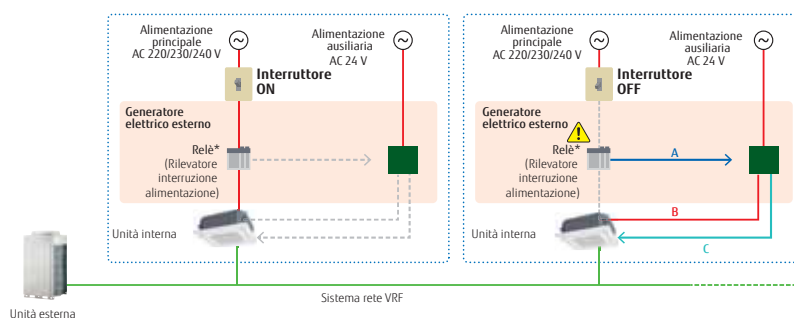 Alimentazione
principale
AC 220/230/240 V
Alimentazione
ausiliaria
AC 24 V
Interruttore
ON
Generatore
elettrico esterno
Relè*
(Rilevatore
interruzione
alimentazione)
Unità interna
Alimentazione
principale
AC 220/230/240 V
Alimentazione
ausiliaria
AC 24 V
Interruttore
OFF
Generatore
elettrico esterno
Relè*
(Rilevatore
interruzione
alimentazione)
A
B
C
Unità interna
Sistema rete VRF
Unità esterna